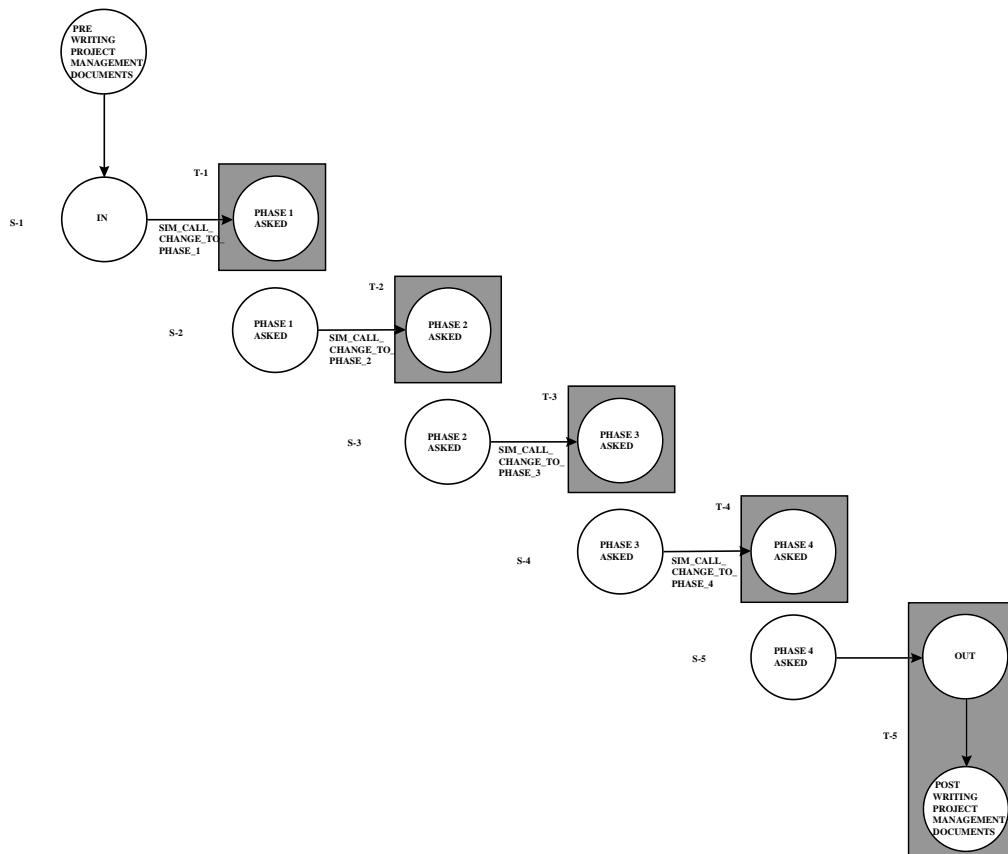 PRE
WRITING
PROJECT
MANAGEMENT
DOCUMENTS
T-1
S-1
IN
PHASE 1
ASKED
SIM_CALL_
CHANGE_TO_
PHASE_1
T-2
S-2
PHASE 1
ASKED
PHASE 2
ASKED
SIM_CALL_
CHANGE_TO_
PHASE_2
T-3
S-3
PHASE 2
ASKED
PHASE 3
ASKED
SIM_CALL_
CHANGE_TO_
PHASE_3
T-4
S-4
PHASE 3
ASKED
PHASE 4
ASKED
SIM_CALL_
CHANGE_TO_
PHASE_4
S-5
PHASE 4
ASKED
OUT
T-5
POST
WRITING
PROJECT
MANAGEMENT
DOCUMENTS